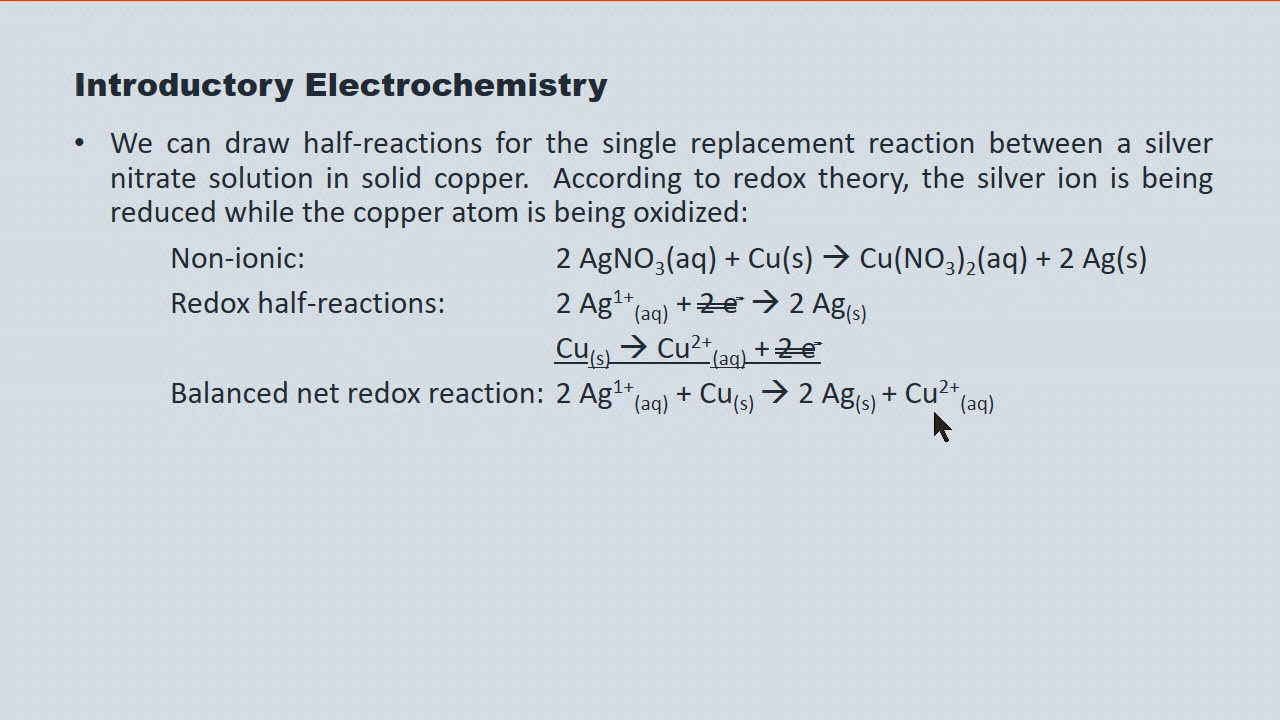 Introductory Electrochemistry
• We can draw half-reactions for the single replacement reaction between a silver
nitrate solution in solid copper. According to redox theory, the silver ion is being
reduced while the copper atom is being oxidized:
Non-ionic: 2 AgNO₃(aq) + Cu(s) → Cu(NO₃)₂(aq) + 2 Ag(s)
Redox half-reactions: 2 Ag¹⁺(aq) + 2 e⁻ → 2 Ag(s)
Cu(s) → Cu²⁺(aq) + 2 e⁻
Balanced net redox reaction: 2 Ag¹⁺(aq) + Cu(s) → 2 Ag(s) + Cu²⁺(aq)